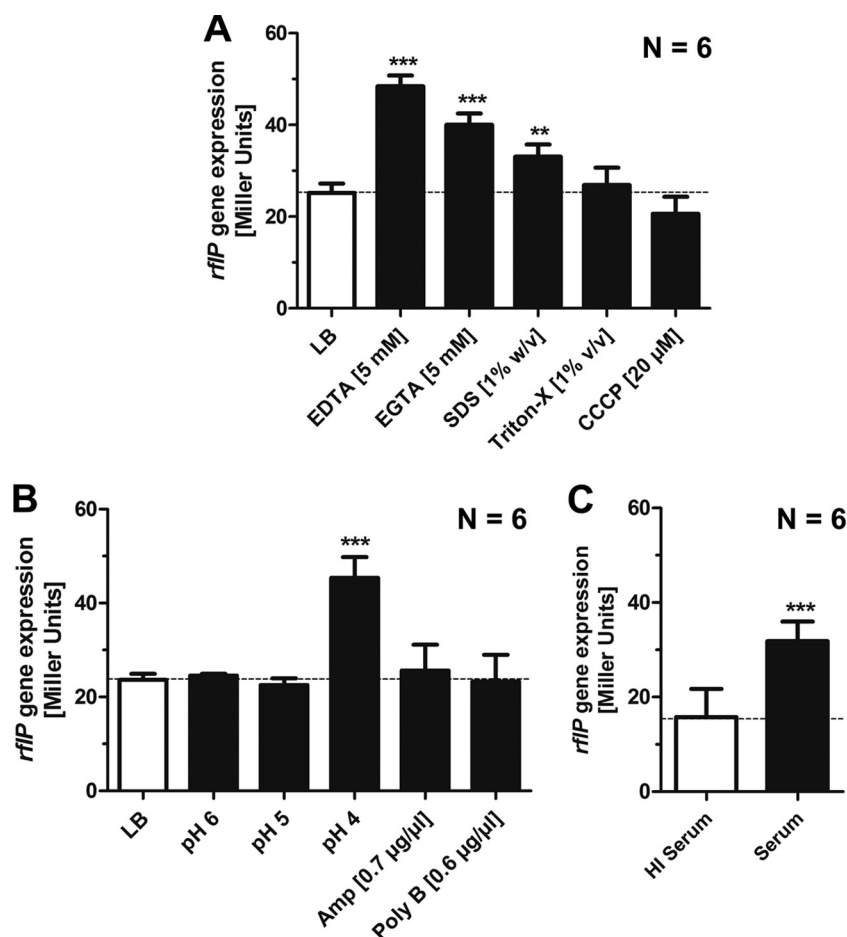 A
N = 6
rflP gene expression
[Miller Units]
60
40
20
0
***
***
**
LB
EDTA [5 mM]
EGTA [5 mM]
SDS [1% w/v]
Triton-X [1% v/v]
CCCP [20 µM]
B
N = 6
rflP gene expression
[Miller Units]
60
40
20
0
***
LB
pH 6
pH 5
pH 4
Amp [0.7 µg/µl]
Poly B [0.6 µg/µl]
C
N = 6
rflP gene expression
[Miller Units]
60
40
20
0
***
HI Serum
Serum